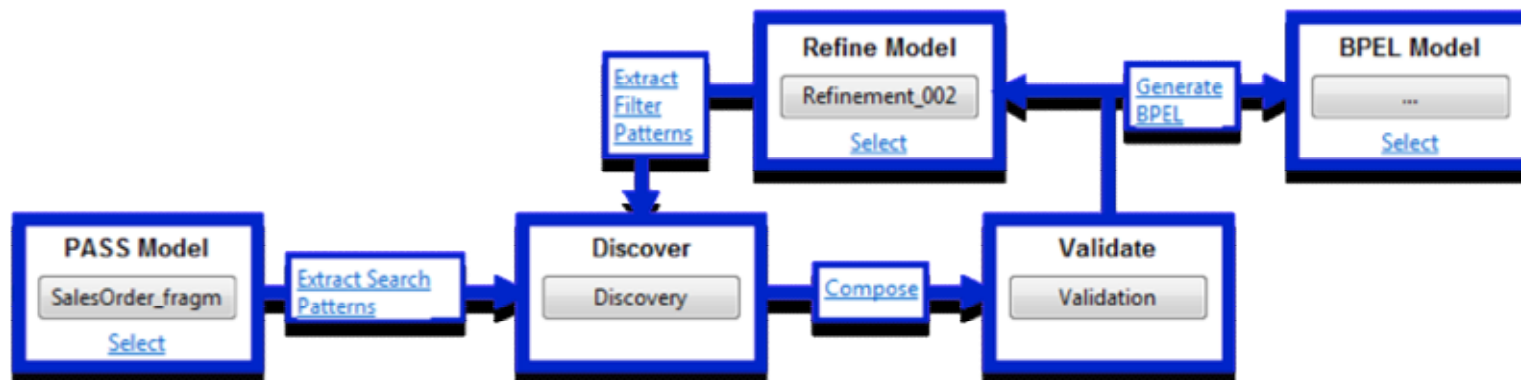 Refine Model
Refinement_002
Select
BPEL Model
...
Select
Extract
Filter
Patterns
Generate
BPEL
PASS Model
SalesOrder_fragm
Select
Extract Search
Patterns
Discover
Discovery
Compose
Validate
Validation